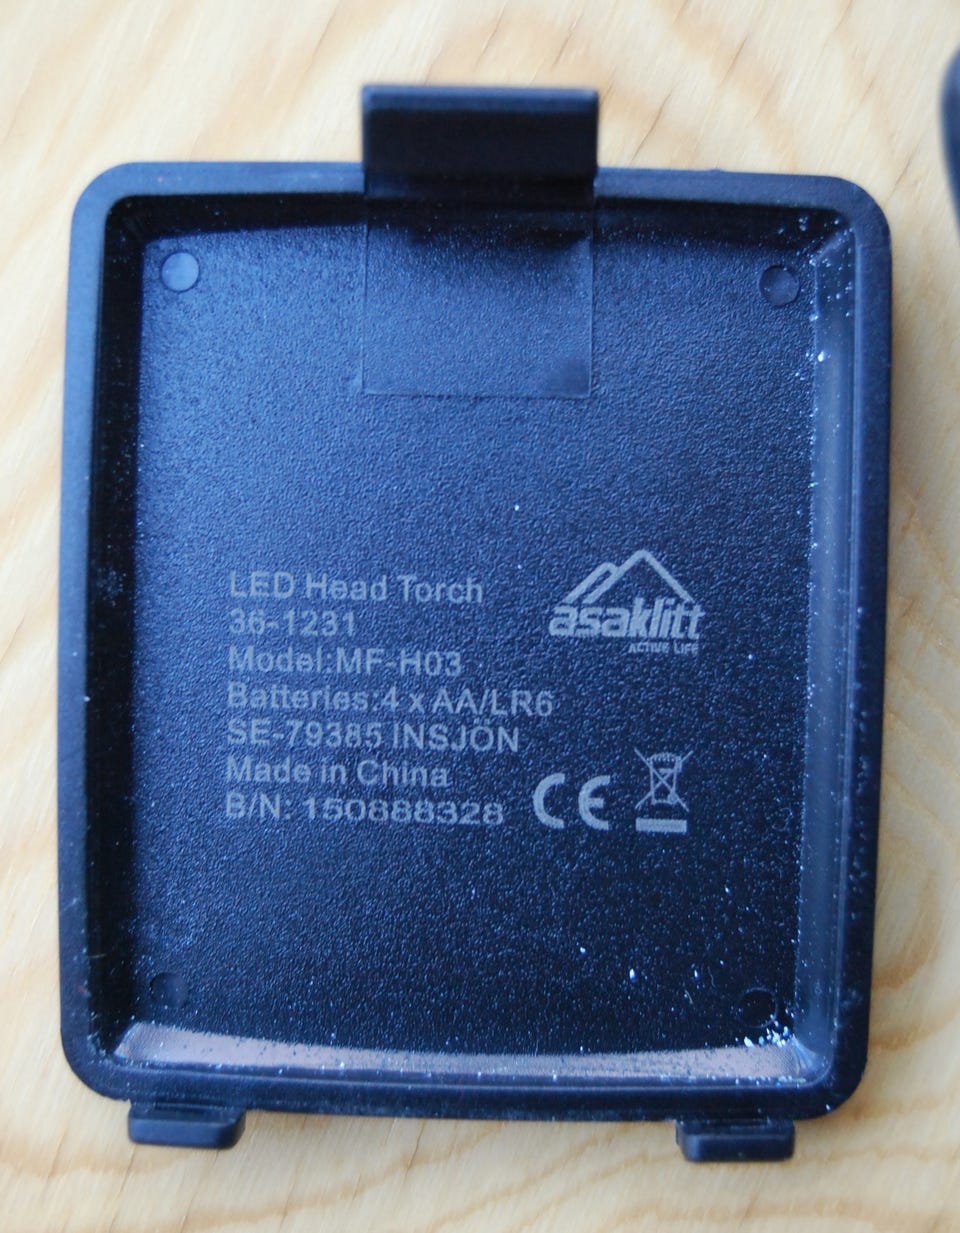 LED Head Torch
36-1231
Model:MF-H03
Batteries:4 x AA/LR6
SE-79385 INSJÖN
Made in China
B/N: 150888328
asaklitt
ACTIVE LIFE
CE